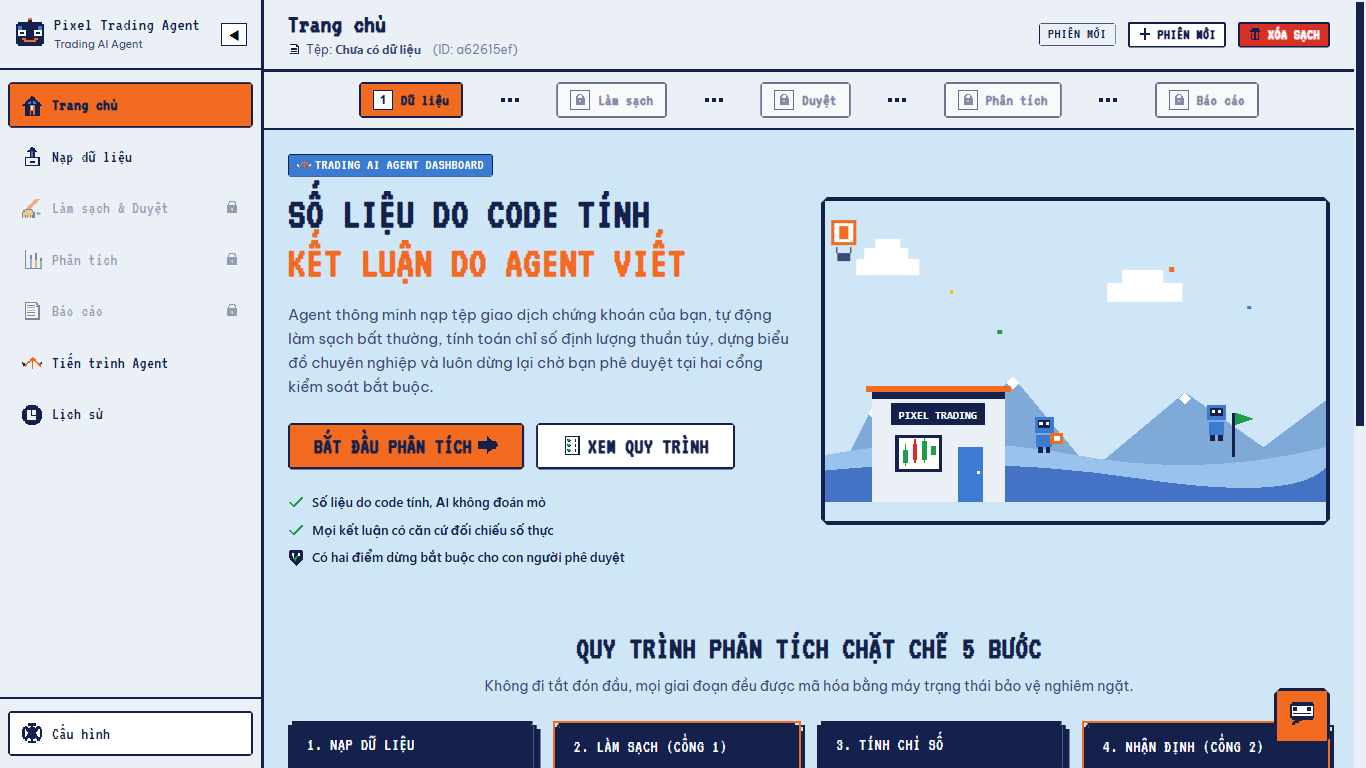 Pixel Trading Agent
Trading AI Agent
Trang chủ
Nạp dữ liệu
Làm sạch & Duyệt
Phân tích
Báo cáo
Tiến trình Agent
Lịch sử
Cấu hình
Trang chủ
Tệp: Chưa có dữ liệu (ID: a62615ef)
PHIÊN MỚI
PHIÊN MỚI
XÓA SẠCH
1 Dữ liệu
Làm sạch
Duyệt
Phân tích
Báo cáo
TRADING AI AGENT DASHBOARD
SỐ LIỆU DO CODE TÍNH
KẾT LUẬN DO AGENT VIẾT
Agent thông minh nạp tệp giao dịch chứng khoán của bạn, tự động
làm sạch bất thường, tính toán chỉ số định lượng thuần túy, dựng biểu
đồ chuyên nghiệp và luôn dừng lại chờ bạn phê duyệt tại hai cổng
kiểm soát bắt buộc.
BẮT ĐẦU PHÂN TÍCH
XEM QUY TRÌNH
Số liệu do code tính, AI không đoán mò
Mọi kết luận có căn cứ đối chiếu số thực
Có hai điểm dừng bắt buộc cho con người phê duyệt
PIXEL TRADING
QUY TRÌNH PHÂN TÍCH CHẶT CHẼ 5 BƯỚC
Không đi tắt đón đầu, mọi giai đoạn đều được mã hóa bằng máy trạng thái bảo vệ nghiêm ngặt.
1. NẠP DỮ LIỆU
2. LÀM SẠCH (CỔNG 1)
3. TÍNH CHỈ SỐ
4. NHẬN ĐỊNH (CỔNG 2)